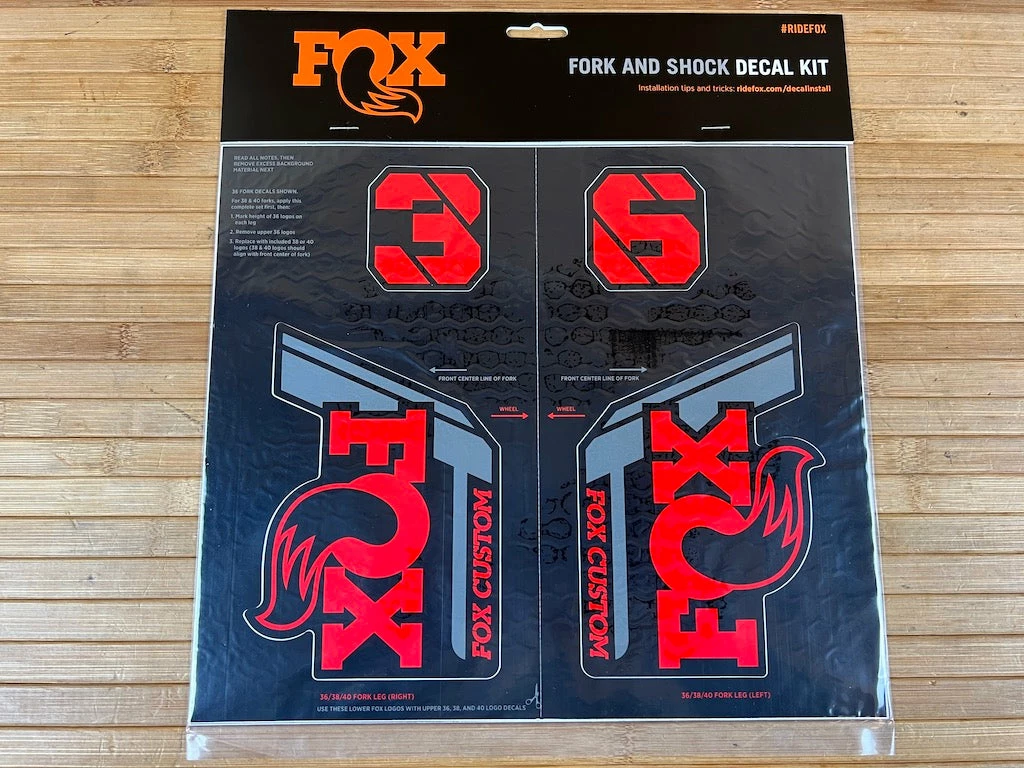 FOX
#RIDEFOX
FORK AND SHOCK DECAL KIT
Installation tips and tricks: ridefox.com/decalinstall
READ ALL NOTES, THEN
REMOVE EXCESS BACKGROUND
MATERIAL NEXT
36 FORK DECALS SHOWN.
For 38 & 40 forks, apply this
complete set first, then:
1. Mark height of 36 logos on
each leg
2. Remove upper 36 logos
3. Replace with included 38 or 40
logos (38 & 40 logos should
align with front center of fork)
36
FRONT CENTER LINE OF FORK
FRONT CENTER LINE OF FORK
WHEEL
WHEEL
FOX
FOX CUSTOM
FOX CUSTOM
FOX
36/38/40 FORK LEG (RIGHT)
36/38/40 FORK LEG (LEFT)
USE THESE LOWER FOX LOGOS WITH UPPER 36, 38, AND 40 LOGO DECALS